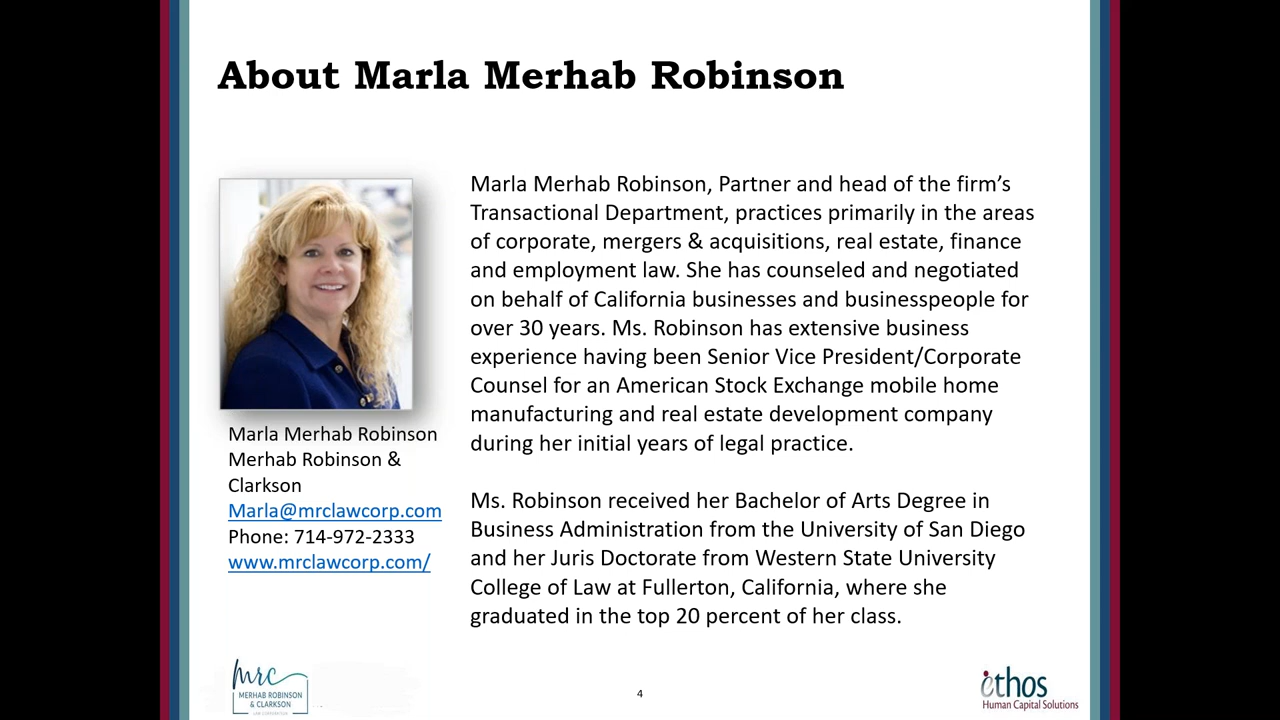 About Marla Merhab Robinson
Marla Merhab Robinson
Merhab Robinson &
Clarkson
Marla@mrclawcorp.com
Phone: 714-972-2333
www.mrclawcorp.com/
Marla Merhab Robinson, Partner and head of the firm’s
Transactional Department, practices primarily in the areas
of corporate, mergers & acquisitions, real estate, finance
and employment law. She has counseled and negotiated
on behalf of California businesses and businesspeople for
over 30 years. Ms. Robinson has extensive business
experience having been Senior Vice President/Corporate
Counsel for an American Stock Exchange mobile home
manufacturing and real estate development company
during her initial years of legal practice.
Ms. Robinson received her Bachelor of Arts Degree in
Business Administration from the University of San Diego
and her Juris Doctorate from Western State University
College of Law at Fullerton, California, where she
graduated in the top 20 percent of her class.
mrc
MERHAB ROBINSON
& CLARKSON
LAW CORPORATION
4
ethos
Human Capital Solutions